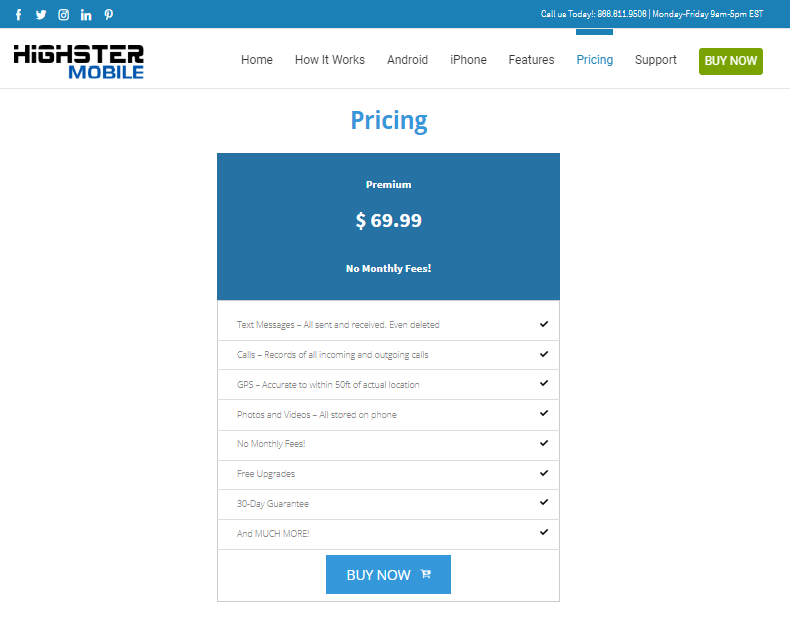 Call us Today!: 866.611.9506 | Monday-Friday 9am-5pm EST
HiGHSTER
MOBILE
Home How It Works Android iPhone Features Pricing Support BUY NOW
Pricing
Premium
$ 69.99
No Monthly Fees!
Text Messages – All sent and received. Even deleted
Calls – Records of all incoming and outgoing calls
GPS – Accurate to within 50ft of actual location
Photos and Videos – All stored on phone
No Monthly Fees!
Free Upgrades
30-Day Guarantee
And MUCH MORE!
BUY NOW